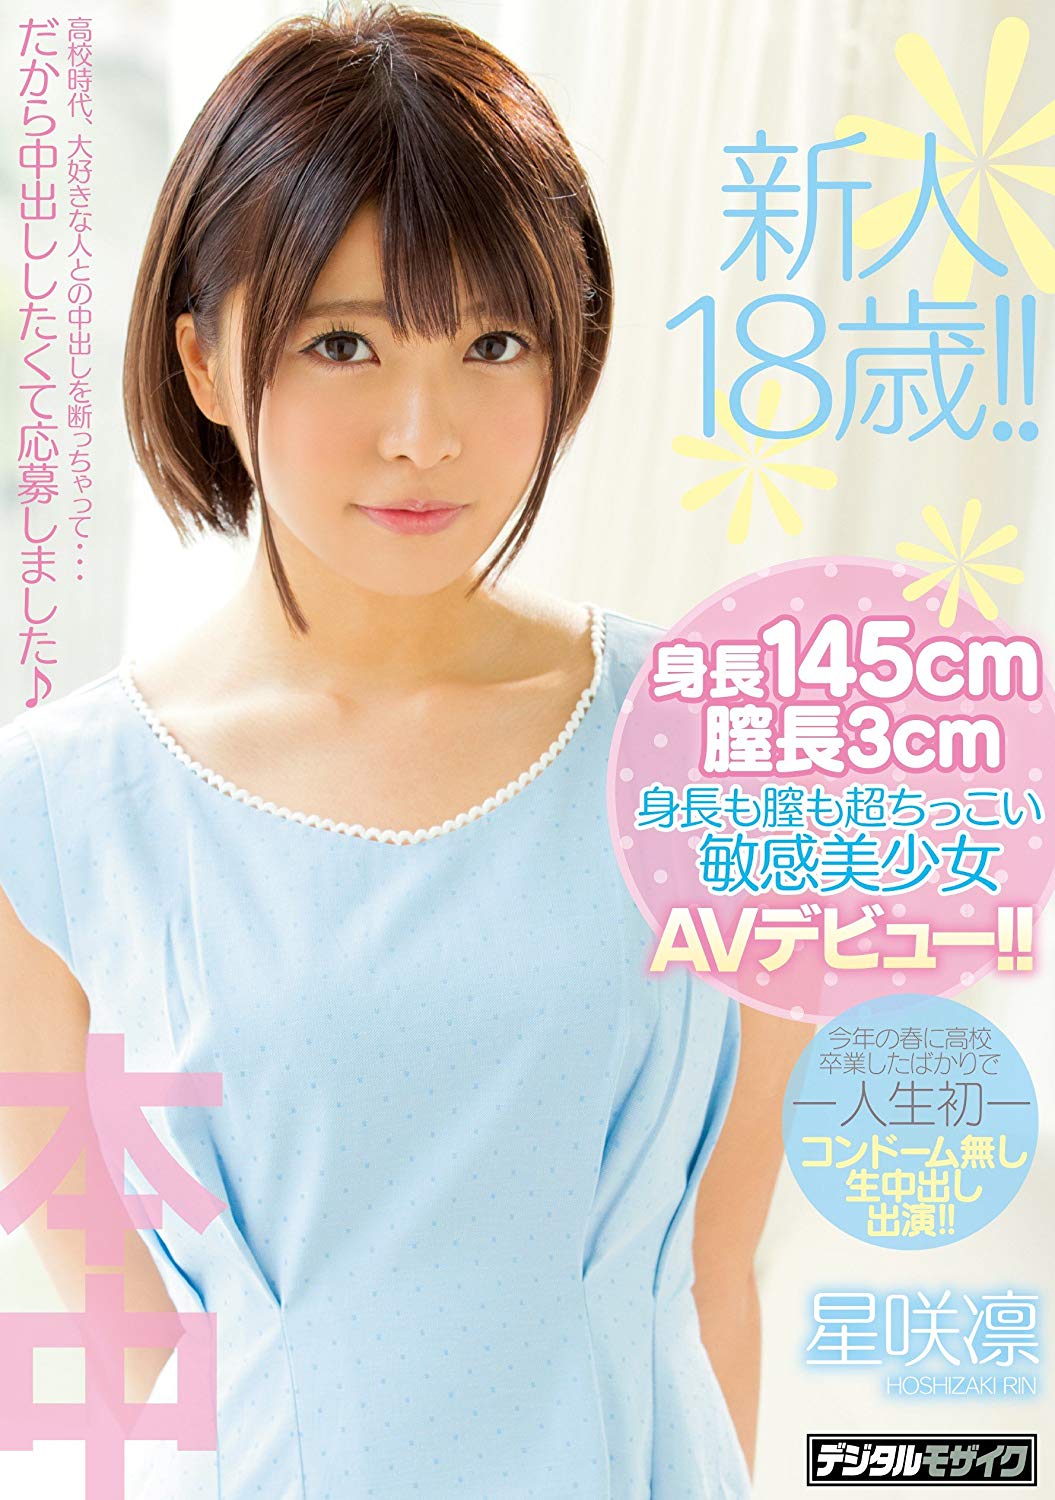 高校時代、大好きな人との中出しを断っちゃって・・・
だから中出ししたくて応募しました♪
新人
18歳!!
身長145cm
膣長3cm
身長も膣も超ちっこい
敏感美少女
AVデビュー!!
今年の春に高校
卒業したばかりで
―人生初―
コンドーム無し
生中出し
出演!!
本中
星咲凛
HOSHIZAKI RIN
デジタルモザイク